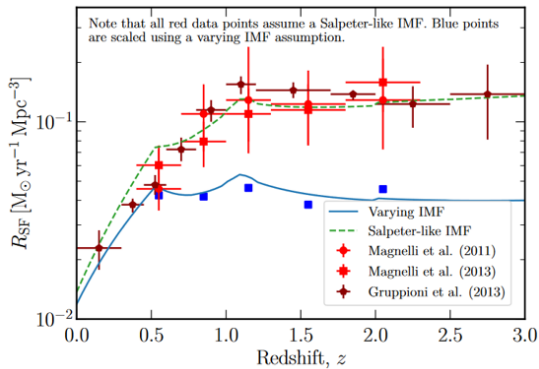 Note that all red data points assume a Salpeter-like IMF. Blue points
are scaled using a varying IMF assumption.
10⁻¹
10⁻²
R_SF [M_⊙ yr⁻¹ Mpc⁻³]
Varying IMF
Salpeter-like IMF
Magnelli et al. (2011)
Magnelli et al. (2013)
Gruppioni et al. (2013)
0.0 0.5 1.0 1.5 2.0 2.5 3.0
Redshift, z